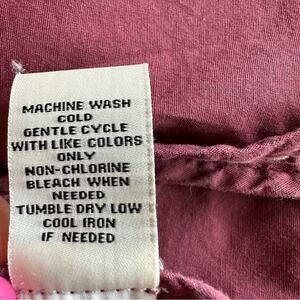 MACHINE WASH
COLD
GENTLE CYCLE
WITH LIKE COLORS
ONLY
NON-CHLORINE
BLEACH WHEN
NEEDED
TUMBLE DRY LOW
COOL IRON
IF NEEDED